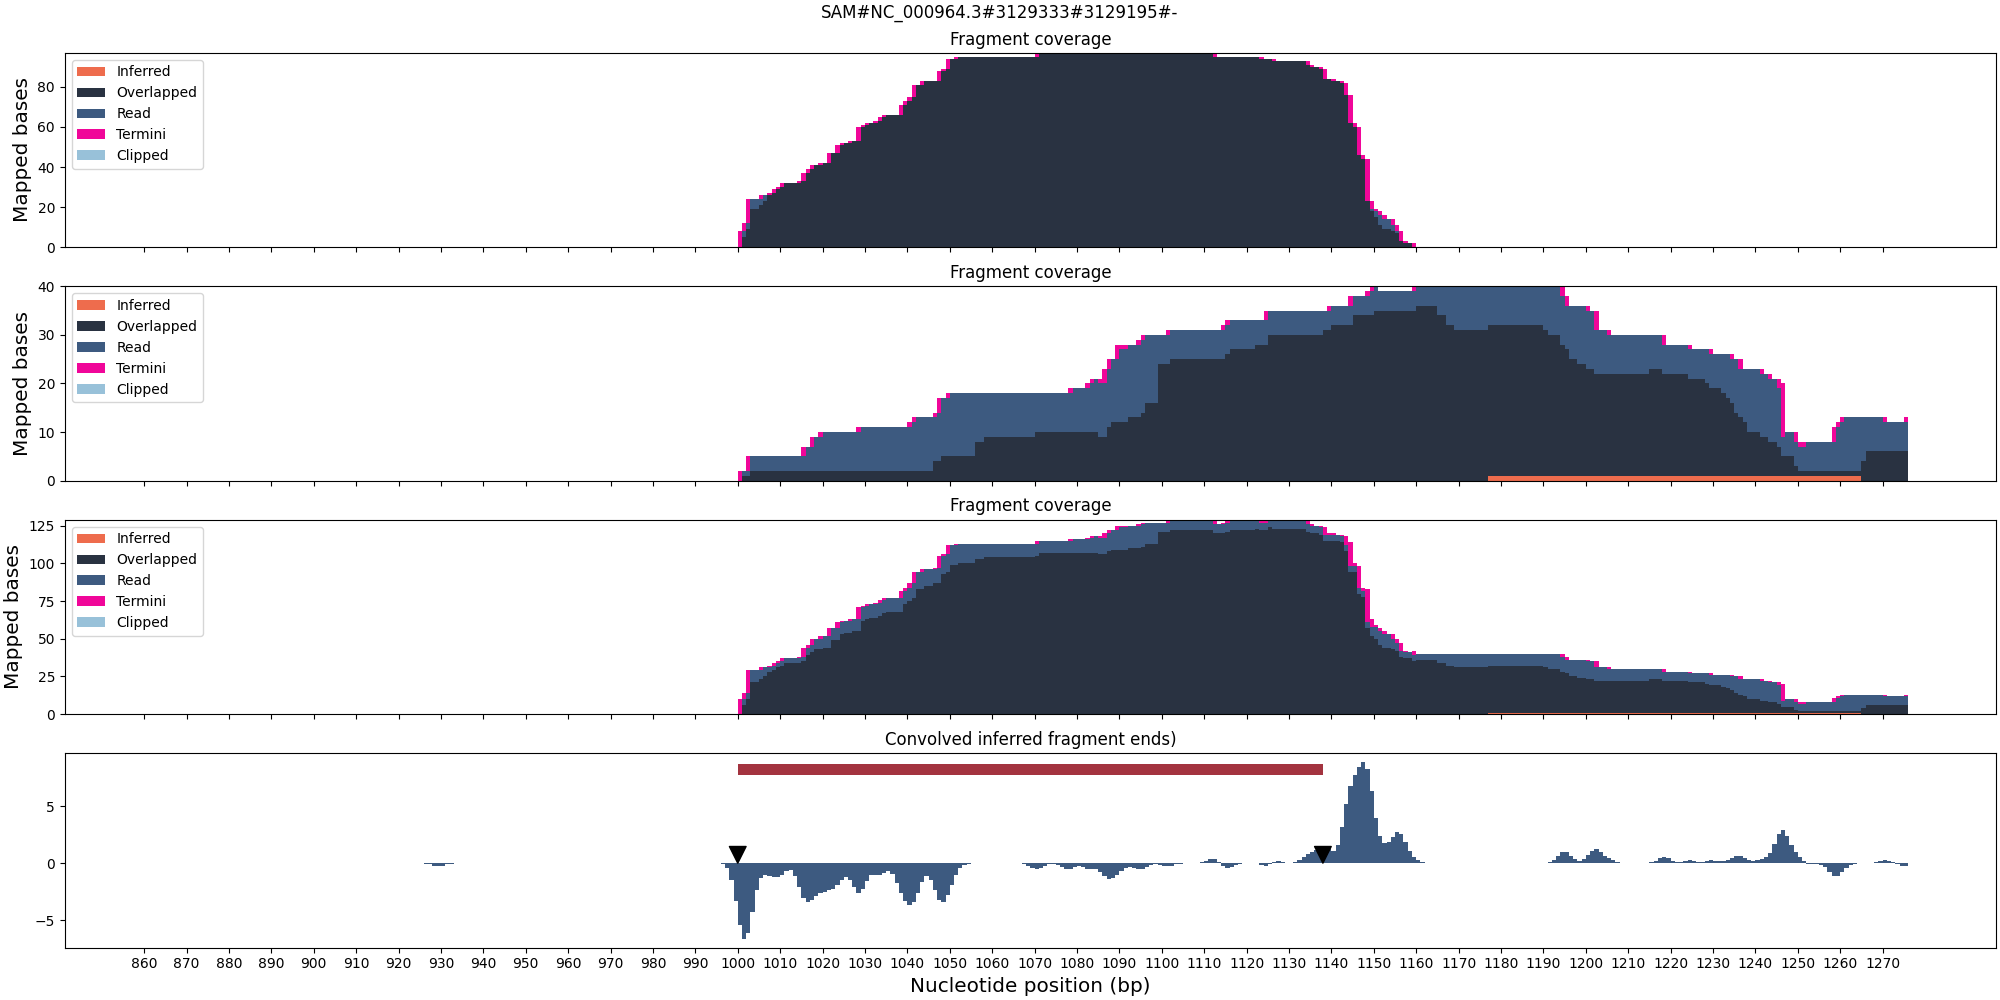 SAM#NC_000964.3#3129333#3129195#-
Fragment coverage
Mapped bases
80
60
40
20
0
Inferred
Overlapped
Read
Termini
Clipped
Fragment coverage
Mapped bases
40
30
20
10
0
Inferred
Overlapped
Read
Termini
Clipped
Fragment coverage
Mapped bases
125
100
75
50
25
0
Inferred
Overlapped
Read
Termini
Clipped
Convolved inferred fragment ends)
5
0
−5
860 870 880 890 900 910 920 930 940 950 960 970 980 990 1000 1010 1020 1030 1040 1050 1060 1070 1080 1090 1100 1110 1120 1130 1140 1150 1160 1170 1180 1190 1200 1210 1220 1230 1240 1250 1260 1270
Nucleotide position (bp)